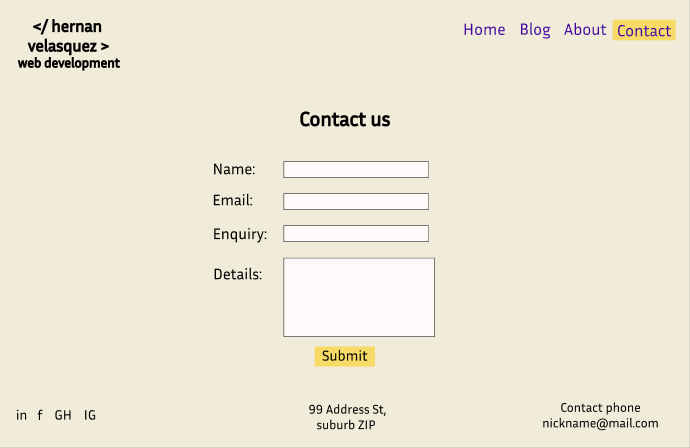 </ hernan
velasquez >
web development
Home Blog About Contact
Contact us
Name:
Email:
Enquiry:
Details:
Submit
in f GH IG
99 Address St,
suburb ZIP
Contact phone
nickname@mail.com